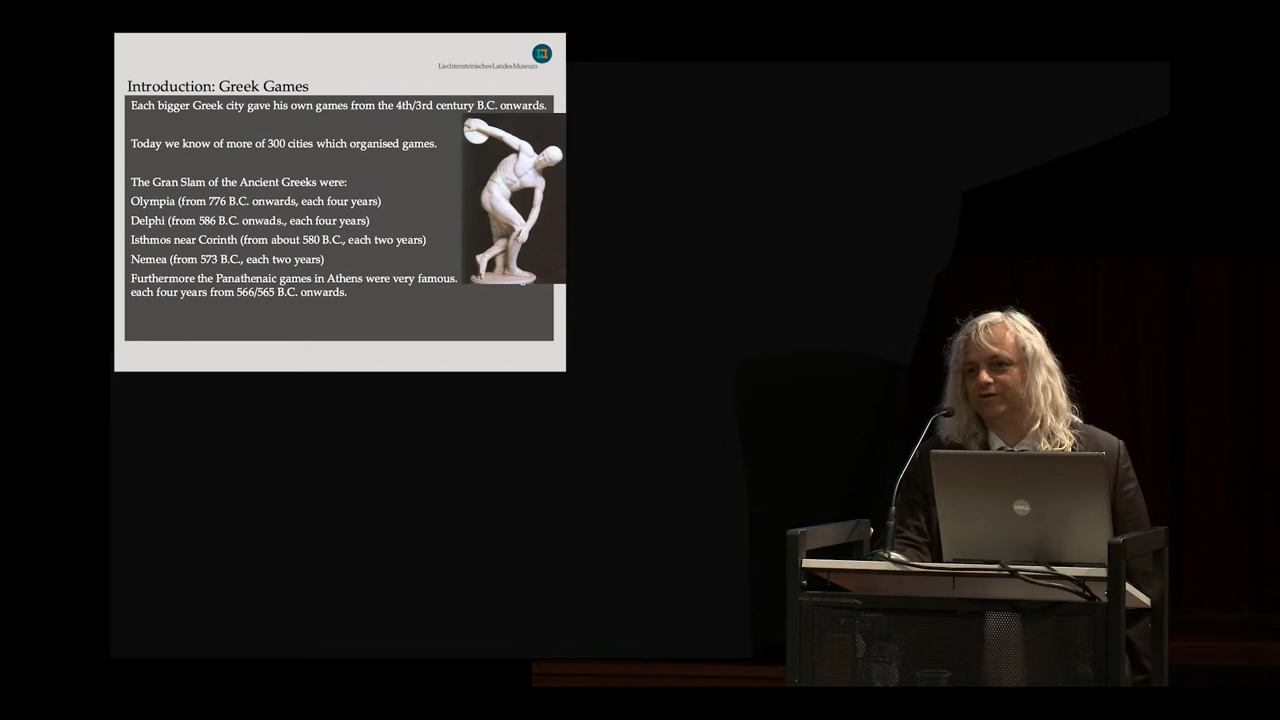 Liechtensteinisches Landes Museum
Introduction: Greek Games
Each bigger Greek city gave his own games from the 4th/3rd century B.C. onwards.
Today we know of more of 300 cities which organised games.
The Gran Slam of the Ancient Greeks were:
Olympia (from 776 B.C. onwards, each four years)
Delphi (from 586 B.C. onwads., each four years)
Isthmos near Corinth (from about 580 B.C., each two years)
Nemea (from 573 B.C., each two years)
Furthermore the Panathenaic games in Athens were very famous.
each four years from 566/565 B.C. onwards.
DELL